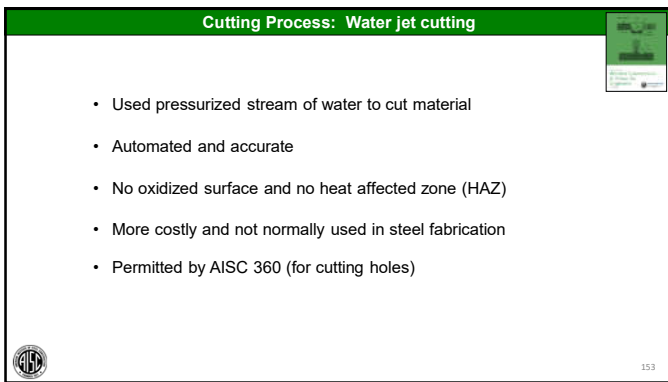 Cutting Process: Water jet cutting
• Used pressurized stream of water to cut material
• Automated and accurate
• No oxidized surface and no heat affected zone (HAZ)
• More costly and not normally used in steel fabrication
• Permitted by AISC 360 (for cutting holes)
AISC
153